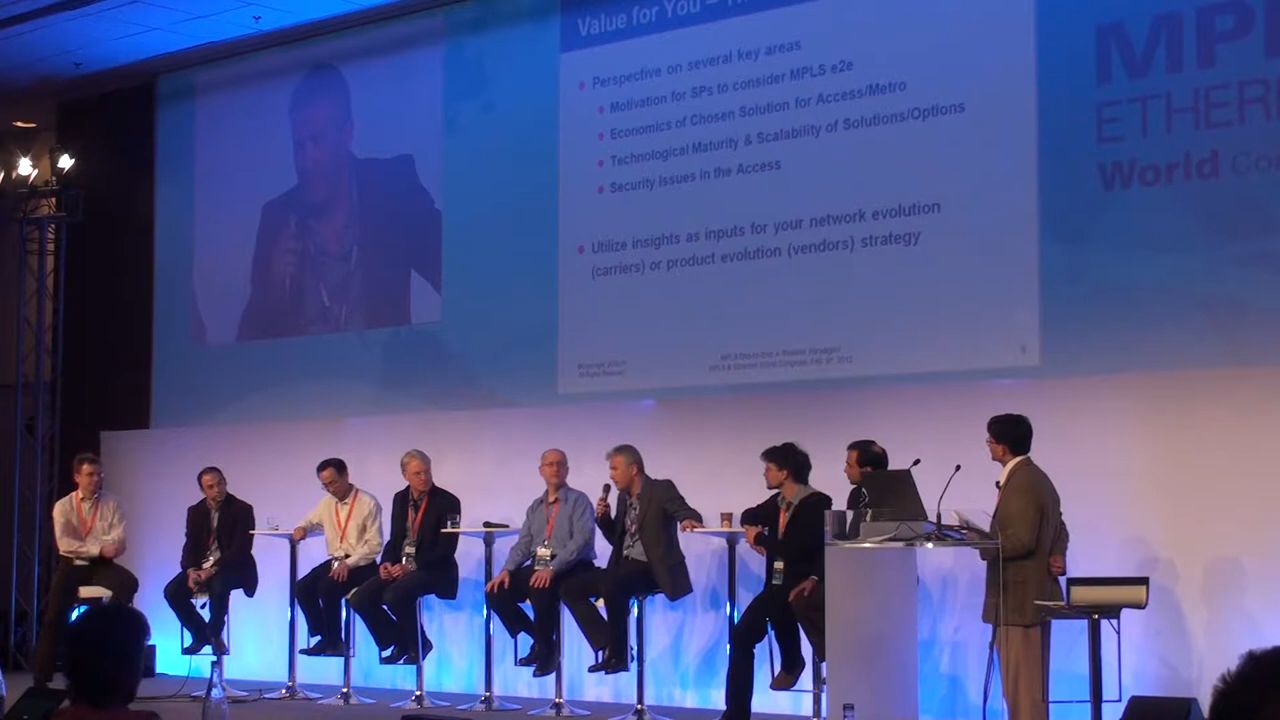 Value for You –
Perspective on several key areas
Motivation for SPs to consider MPLS e2e
Economics of Chosen Solution for Access/Metro
Technological Maturity & Scalability of Solutions/Options
Security Issues in the Access
Utilize insights as inputs for your network evolution
(carriers) or product evolution (vendors) strategy
MPL
ETHER
World Co